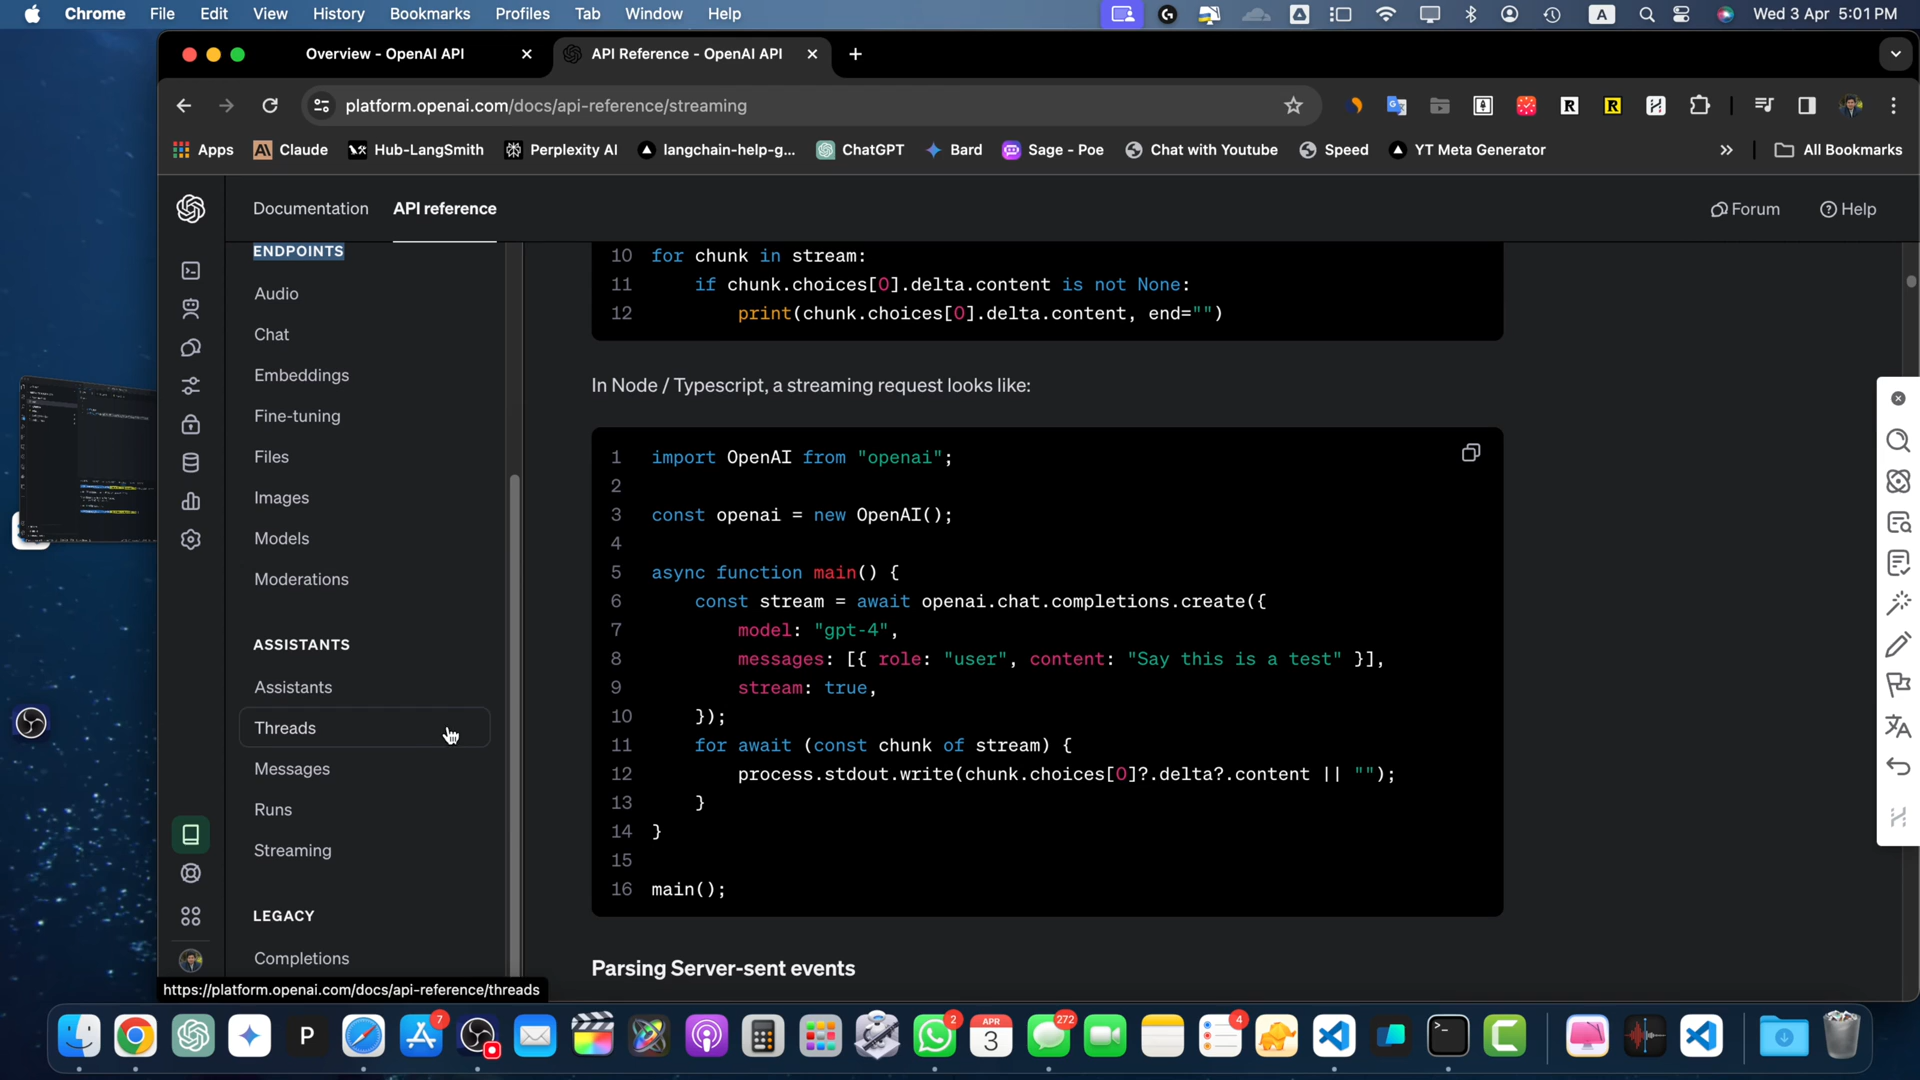 Chrome File Edit View History Bookmarks Profiles Tab Window Help A Wed 3 Apr 5:01 PM
Overview - OpenAI API
API Reference - OpenAI API
platform.openai.com/docs/api-reference/streaming
Apps Claude Hub-LangSmith Perplexity AI langchain-help-g... ChatGPT Bard Sage - Poe Chat with Youtube Speed YT Meta Generator » All Bookmarks
Documentation API reference Forum Help
ENDPOINTS
Audio
Chat
Embeddings
Fine-tuning
Files
Images
Models
Moderations
ASSISTANTS
Assistants
Threads
Messages
Runs
Streaming
LEGACY
Completions
https://platform.openai.com/docs/api-reference/threads
10 for chunk in stream:
11 if chunk.choices[0].delta.content is not None:
12 print(chunk.choices[0].delta.content, end="")
In Node / Typescript, a streaming request looks like:
1 import OpenAI from "openai";
2
3 const openai = new OpenAI();
4
5 async function main() {
6 const stream = await openai.chat.completions.create({
7 model: "gpt-4",
8 messages: [{ role: "user", content: "Say this is a test" }],
9 stream: true,
10 });
11 for await (const chunk of stream) {
12 process.stdout.write(chunk.choices[0]?.delta?.content || "");
13 }
14 }
15
16 main();
Parsing Server-sent events
7 2 APR 3 272 4